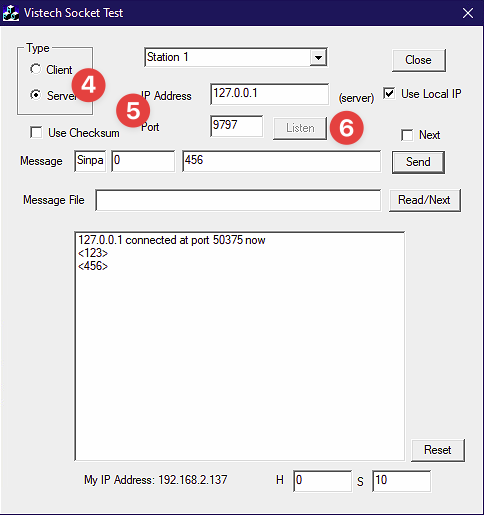 Vistech Socket Test
Type
Client
Server
4
Station 1
Close
5
IP Address 127.0.0.1 (server) Use Local IP
Use Checksum
Port 9797 Listen 6
Next
Message Sinpa 0 456 Send
Message File Read/Next
127.0.0.1 connected at port 50375 now
<123>
<456>
Reset
My IP Address: 192.168.2.137 H 0 S 10